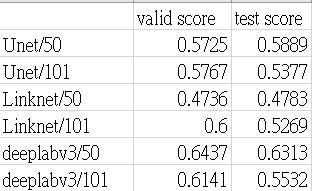 valid score test score
Unet/50 0.5725 0.5889
Unet/101 0.5767 0.5377
Linknet/50 0.4736 0.4783
Linknet/101 0.6 0.5269
deeplabv3/50 0.6437 0.6313
deeplabv3/101 0.6141 0.5532